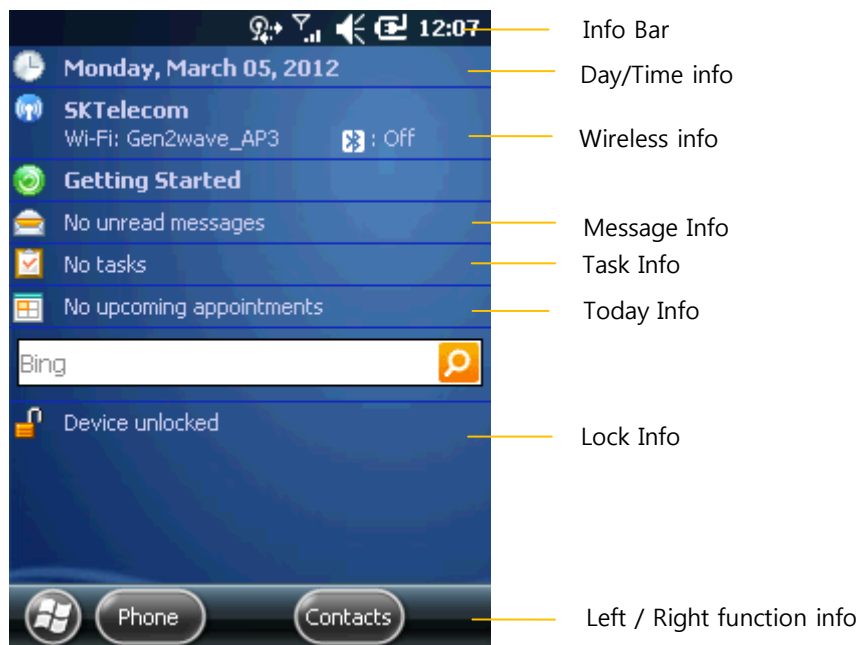 12:07 Info Bar
Monday, March 05, 2012 Day/Time info
SKTelecom
Wi-Fi: Gen2wave_AP3 : Off Wireless info
Getting Started
No unread messages Message Info
No tasks Task Info
No upcoming appointments Today Info
Bing
Device unlocked Lock Info
Phone Contacts Left / Right function info